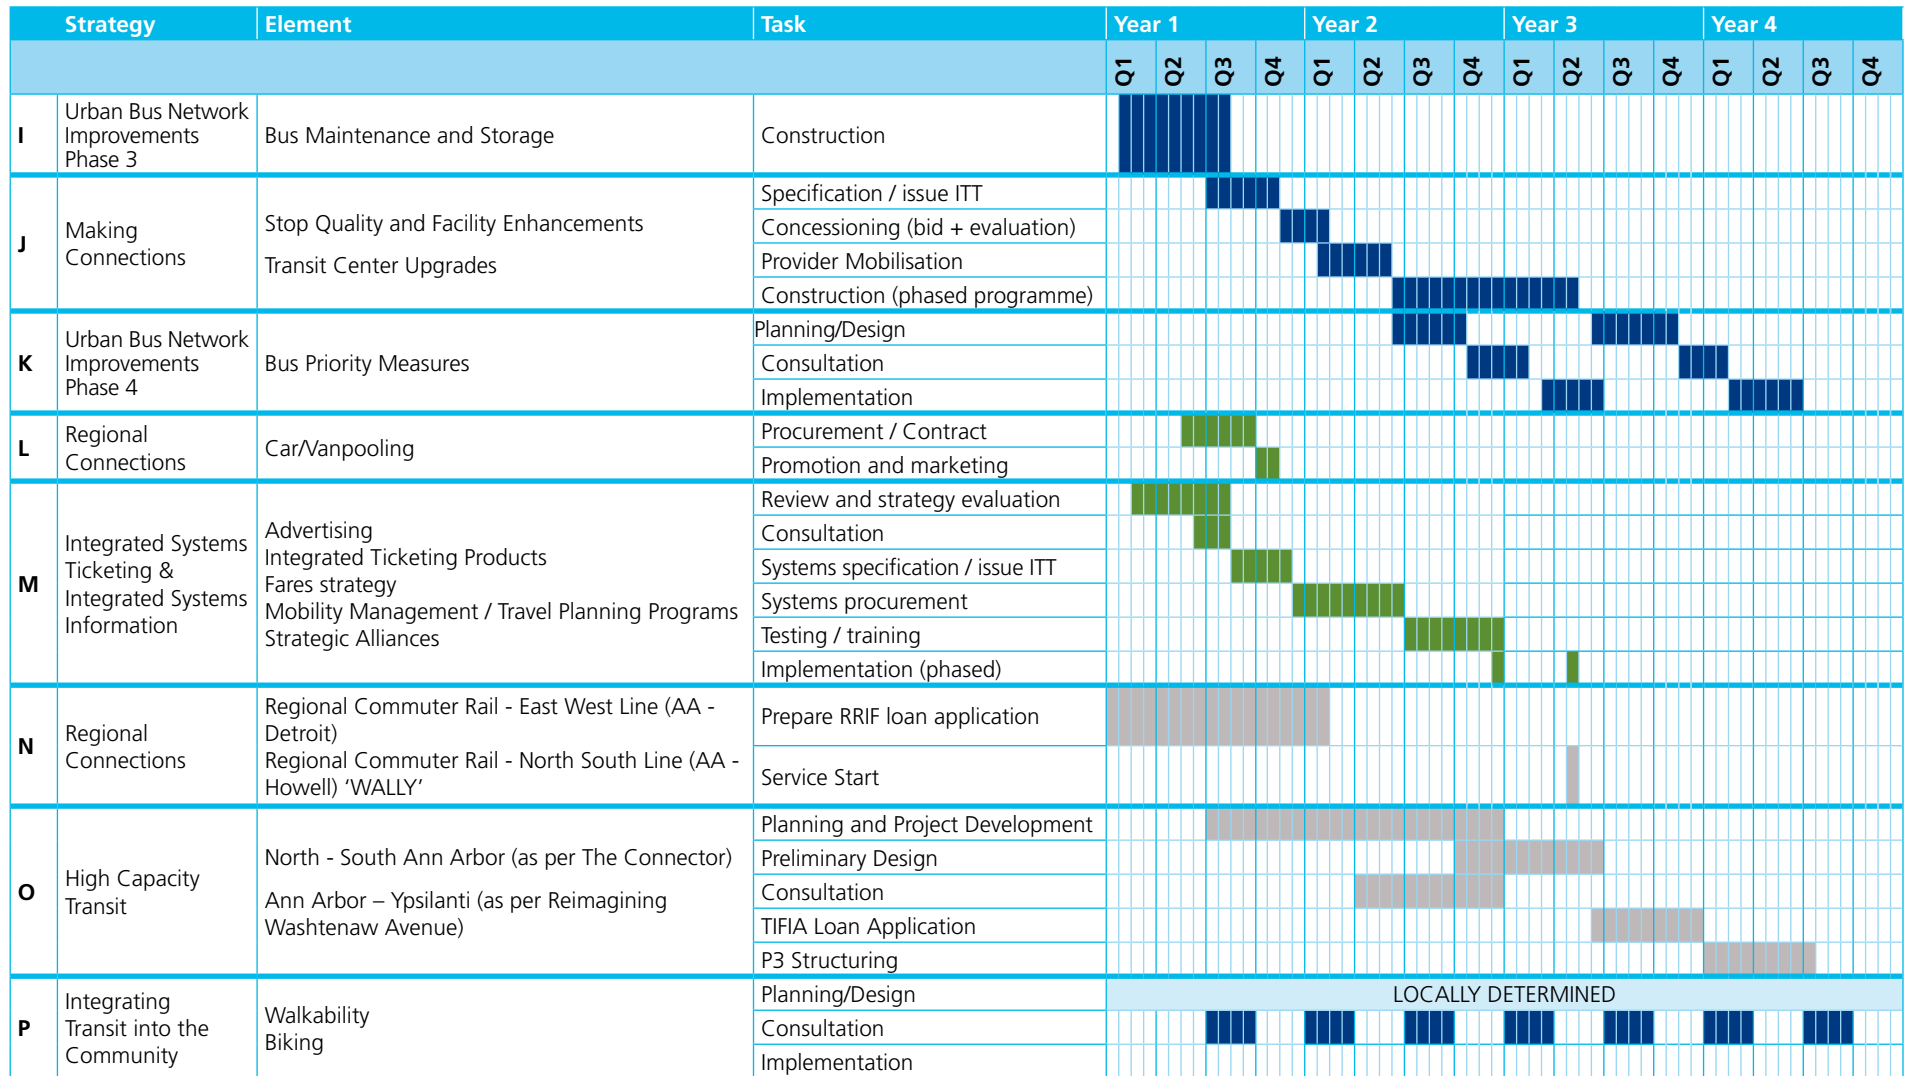 Strategy Element Task Year 1 Year 2 Year 3 Year 4
Q1 Q2 Q3 Q4 Q1 Q2 Q3 Q4 Q1 Q2 Q3 Q4 Q1 Q2 Q3 Q4
I
Urban Bus Network
Improvements
Phase 3
Bus Maintenance and Storage
Construction
J
Making
Connections
Stop Quality and Facility Enhancements
Transit Center Upgrades
Specification / issue ITT
Concessioning (bid + evaluation)
Provider Mobilisation
Construction (phased programme)
K
Urban Bus Network
Improvements
Phase 4
Bus Priority Measures
Planning/Design
Consultation
Implementation
L
Regional
Connections
Car/Vanpooling
Procurement / Contract
Promotion and marketing
M
Integrated Systems
Ticketing &
Integrated Systems
Information
Advertising
Integrated Ticketing Products
Fares strategy
Mobility Management / Travel Planning Programs
Strategic Alliances
Review and strategy evaluation
Consultation
Systems specification / issue ITT
Systems procurement
Testing / training
Implementation (phased)
N
Regional
Connections
Regional Commuter Rail - East West Line (AA -
Detroit)
Regional Commuter Rail - North South Line (AA -
Howell) ‘WALLY’
Prepare RRIF loan application
Service Start
O
High Capacity
Transit
North - South Ann Arbor (as per The Connector)
Ann Arbor – Ypsilanti (as per Reimagining
Washtenaw Avenue)
Planning and Project Development
Preliminary Design
Consultation
TIFIA Loan Application
P3 Structuring
P
Integrating
Transit into the
Community
Walkability
Biking
Planning/Design
LOCALLY DETERMINED
Consultation
Implementation